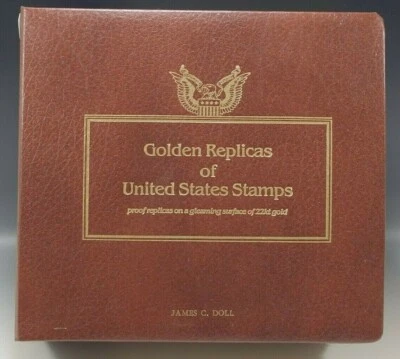 Golden Replicas
of
United States Stamps
proof replicas on a gleaming surface of 22kt gold
JAMES C. DOLL